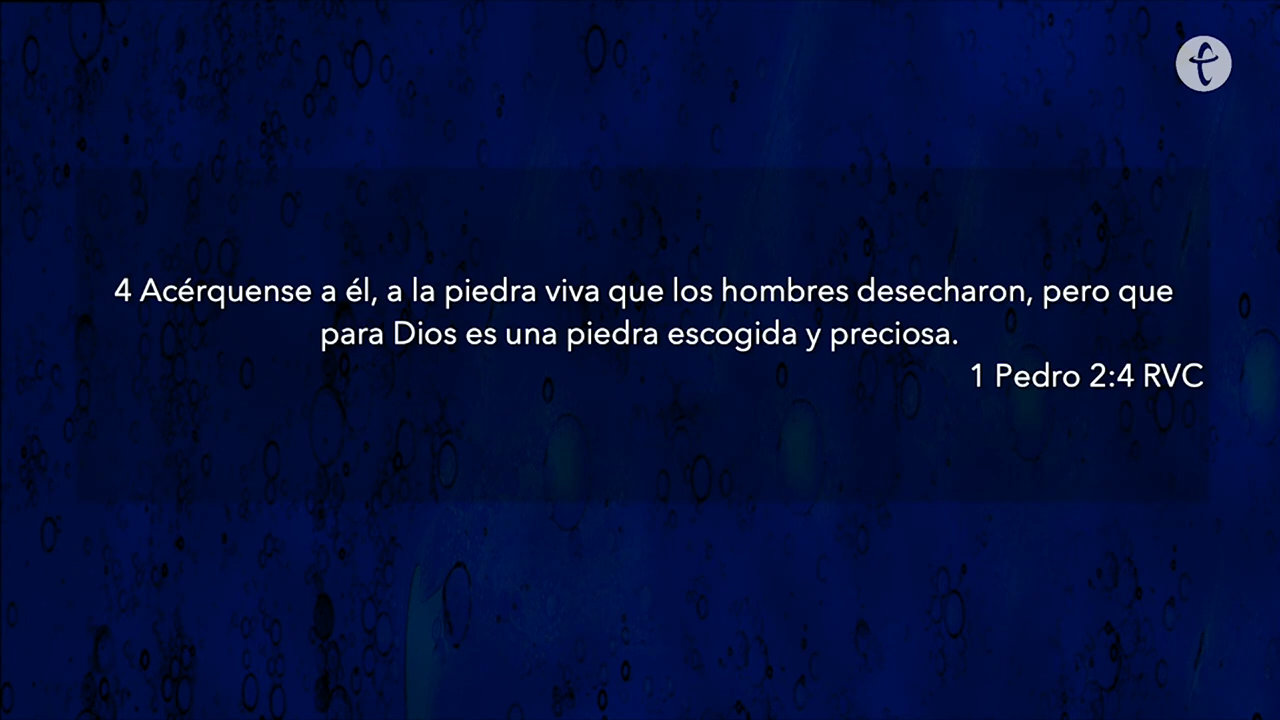 4 Acérquense a él, a la piedra viva que los hombres desecharon, pero que
para Dios es una piedra escogida y preciosa.
1 Pedro 2:4 RVC